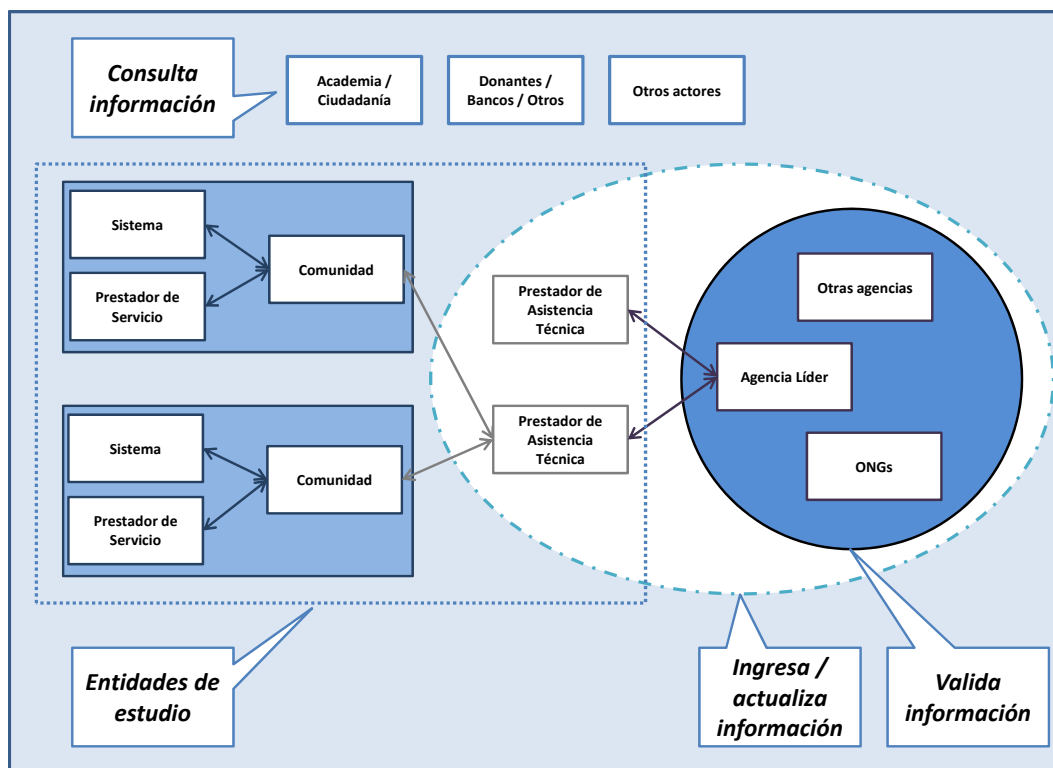 Consulta
información
Academia /
Ciudadanía
Donantes /
Bancos / Otros
Otros actores
Sistema
Prestador de
Servicio
Comunidad
Sistema
Prestador de
Servicio
Comunidad
Prestador de
Asistencia
Técnica
Prestador de
Asistencia
Técnica
Otras agencias
Agencia Líder
ONGs
Entidades de
estudio
Ingresa /
actualiza
información
Valida
información